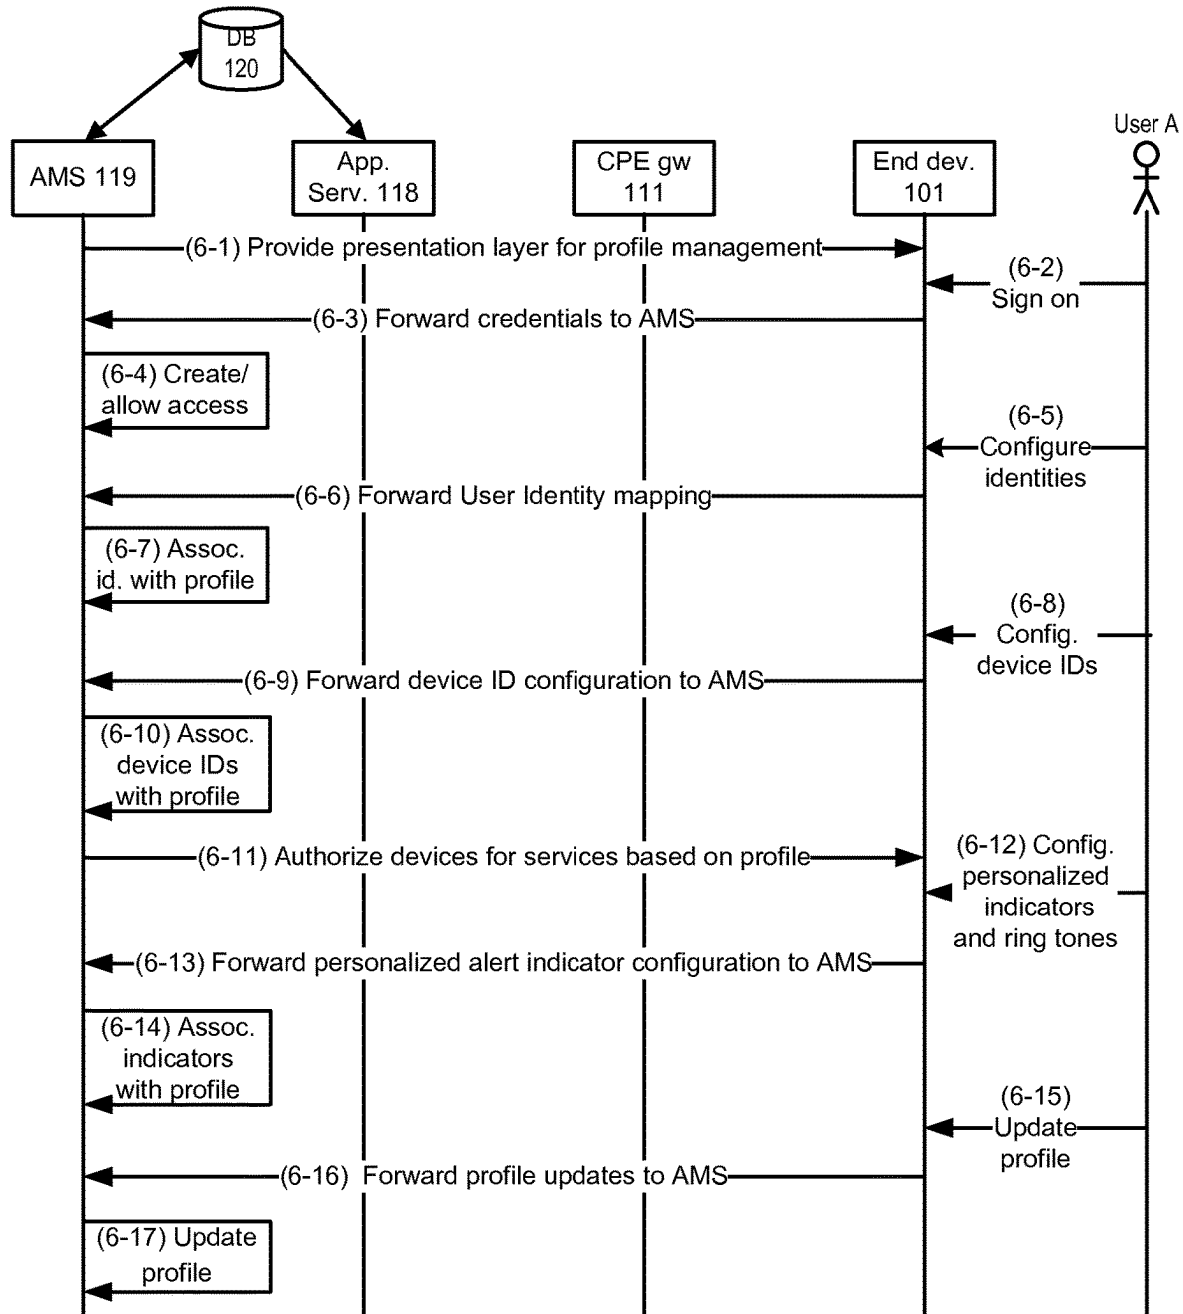 DB
120
User A
AMS 119
App.
Serv. 118
CPE gw
111
End dev.
101
(6-1) Provide presentation layer for profile management
(6-2)
Sign on
(6-3) Forward credentials to AMS
(6-4) Create/
allow access
(6-5)
Configure
identities
(6-6) Forward User Identity mapping
(6-7) Assoc.
id. with profile
(6-8)
Config.
device IDs
(6-9) Forward device ID configuration to AMS
(6-10) Assoc.
device IDs
with profile
(6-11) Authorize devices for services based on profile
(6-12) Config.
personalized
indicators
and ring tones
(6-13) Forward personalized alert indicator configuration to AMS
(6-14) Assoc.
indicators
with profile
(6-15)
Update
profile
(6-16) Forward profile updates to AMS
(6-17) Update
profile